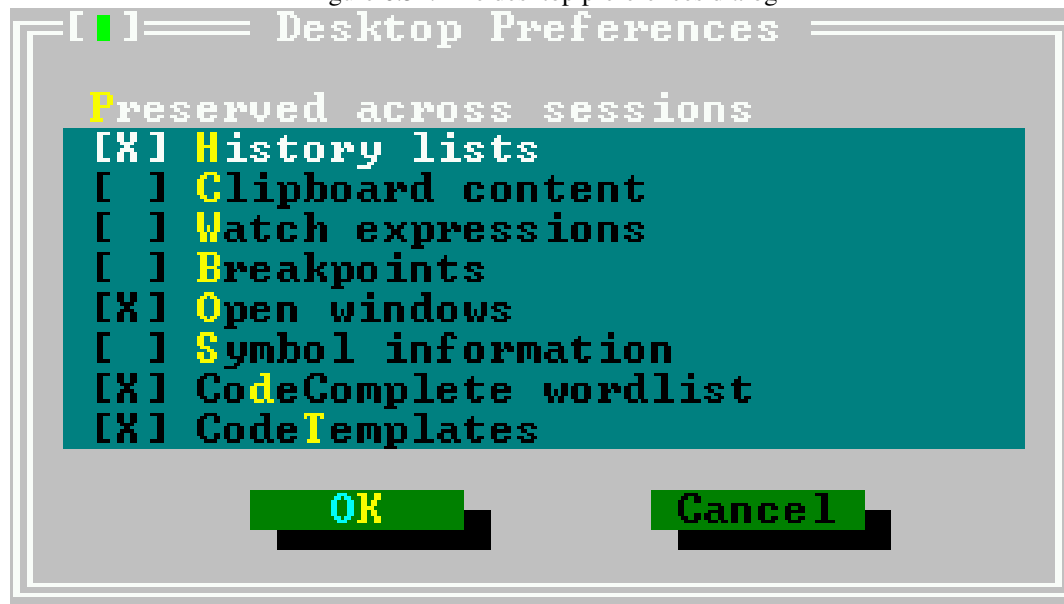 [▮] Desktop Preferences
Preserved across sessions
[X] History lists
[ ] Clipboard content
[ ] Watch expressions
[ ] Breakpoints
[X] Open windows
[ ] Symbol information
[X] CodeComplete wordlist
[X] CodeTemplates
OK Cancel